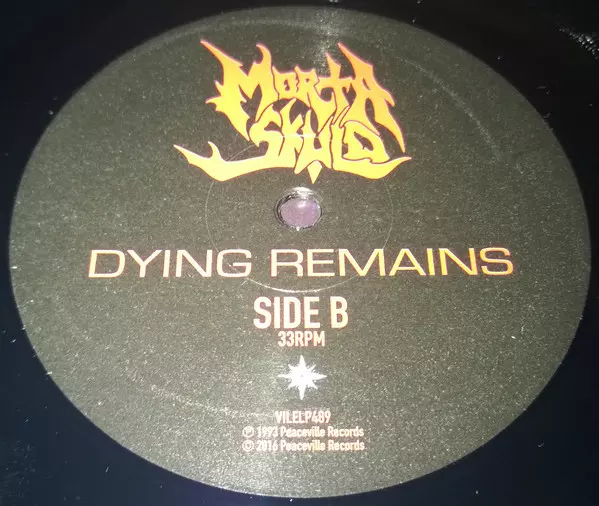 MORTA
SKULD
DYING REMAINS
SIDE B
33RPM
VILELP489
℗ 1993 Peaceville Records
© 2016 Peaceville Records